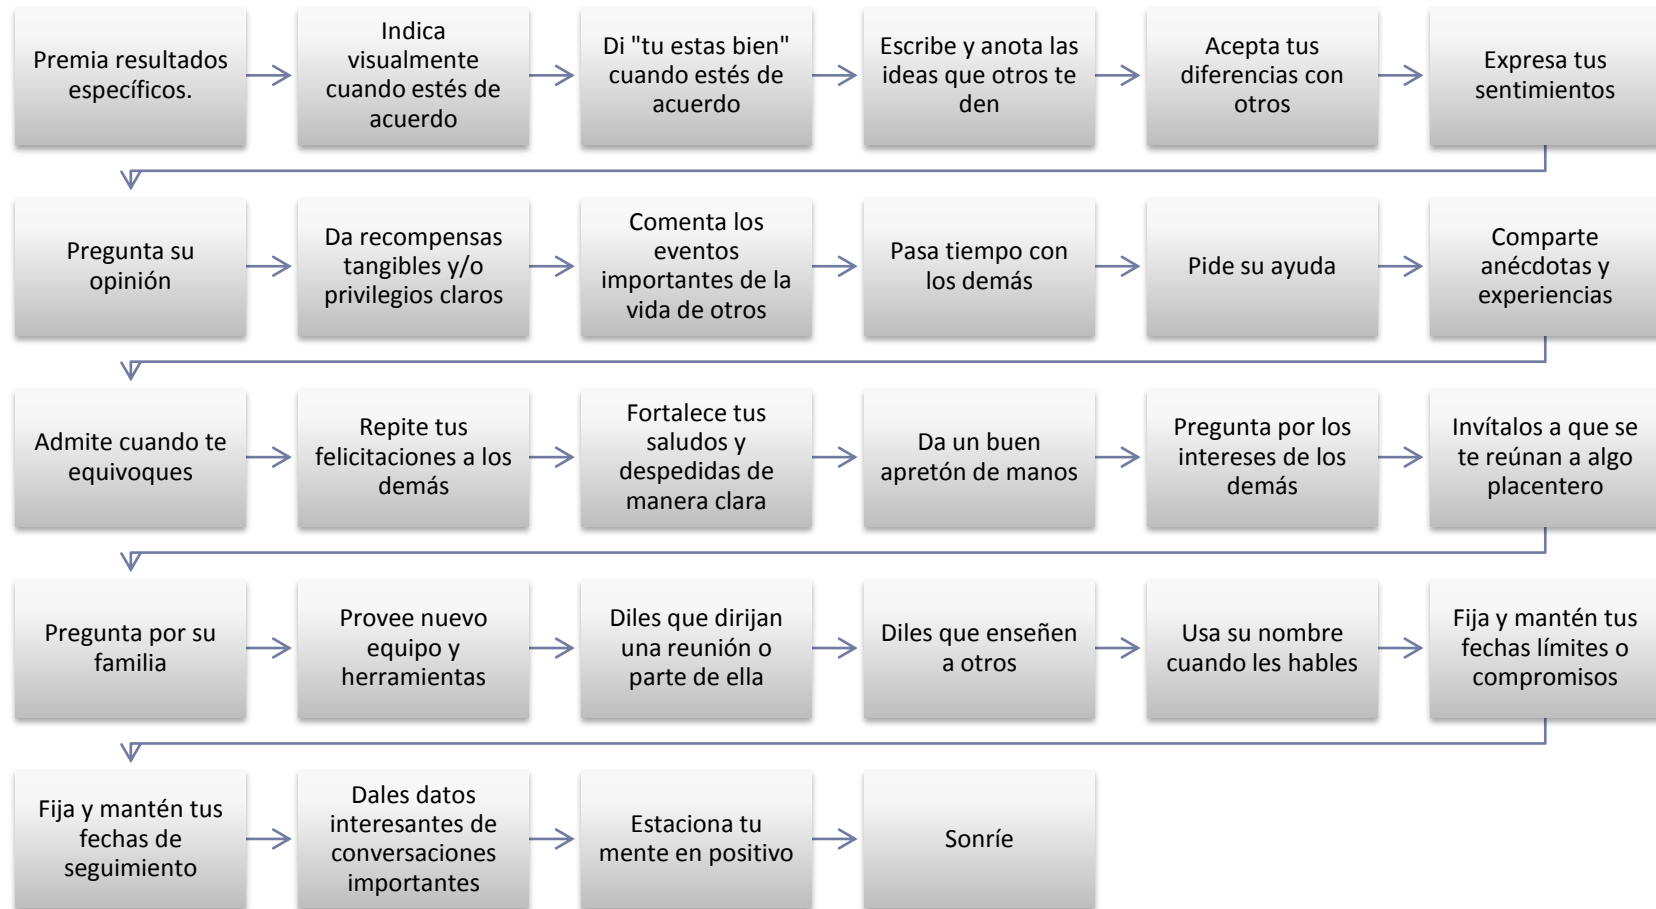 Premia resultados
específicos.
Indica
visualmente
cuando estés de
acuerdo
Di "tu estas bien"
cuando estés de
acuerdo
Escribe y anota las
ideas que otros te
den
Acepta tus
diferencias con
otros
Expresa tus
sentimientos
Pregunta su
opinión
Da recompensas
tangibles y/o
privilegios claros
Comenta los
eventos
importantes de la
vida de otros
Pasa tiempo con
los demás
Pide su ayuda
Comparte
anécdotas y
experiencias
Admite cuando te
equivoques
Repite tus
felicitaciones a los
demás
Fortalece tus
saludos y
despedidas de
manera clara
Da un buen
apretón de manos
Pregunta por los
intereses de los
demás
Invítalos a que se
te reúnan a algo
placentero
Pregunta por su
familia
Provee nuevo
equipo y
herramientas
Diles que dirijan
una reunión o
parte de ella
Diles que enseñen
a otros
Usa su nombre
cuando les hables
Fija y mantén tus
fechas límites o
compromisos
Fija y mantén tus
fechas de
seguimiento
Dales datos
interesantes de
conversaciones
importantes
Estaciona tu
mente en positivo
Sonríe